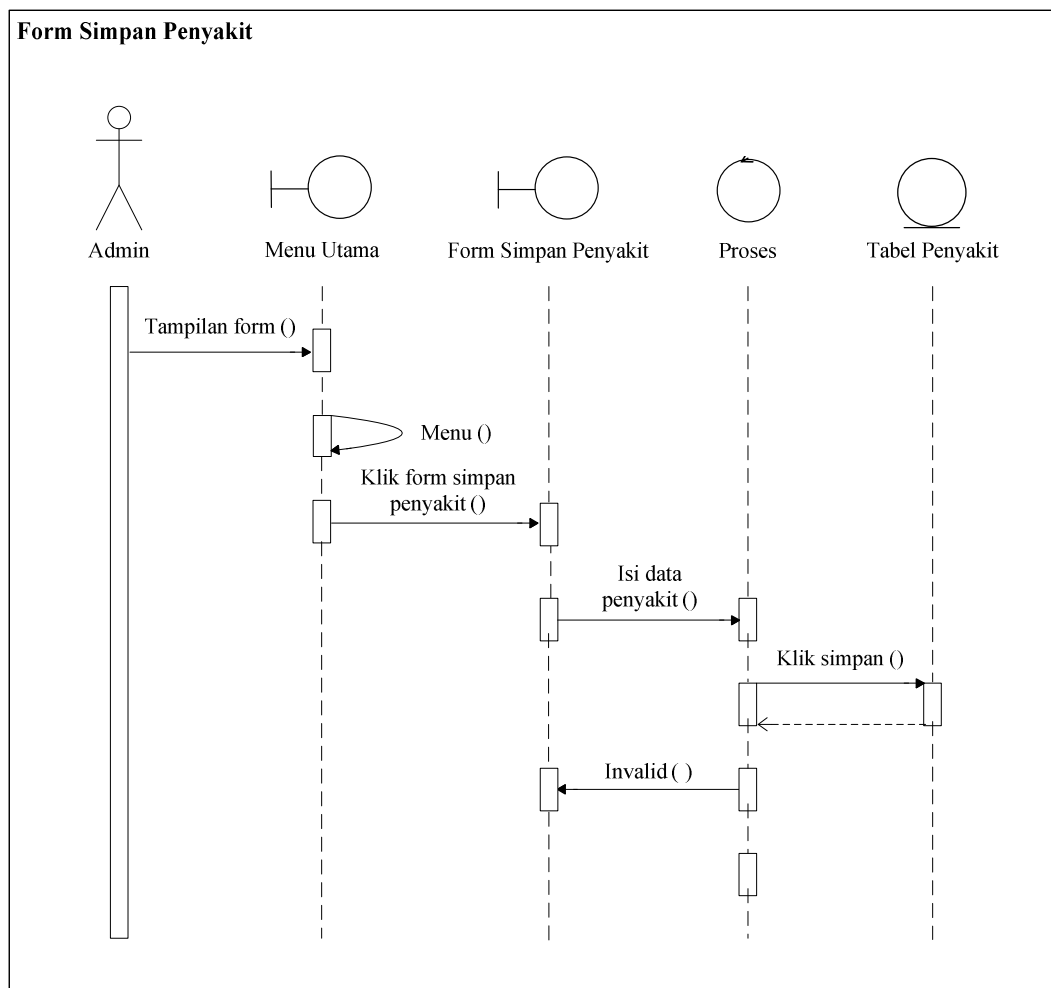 Form Simpan Penyakit
Admin
Menu Utama
Form Simpan Penyakit
Proses
Tabel Penyakit
Tampilan form ()
Menu ()
Klik form simpan
penyakit ()
Isi data
penyakit ()
Klik simpan ()
Invalid ( )